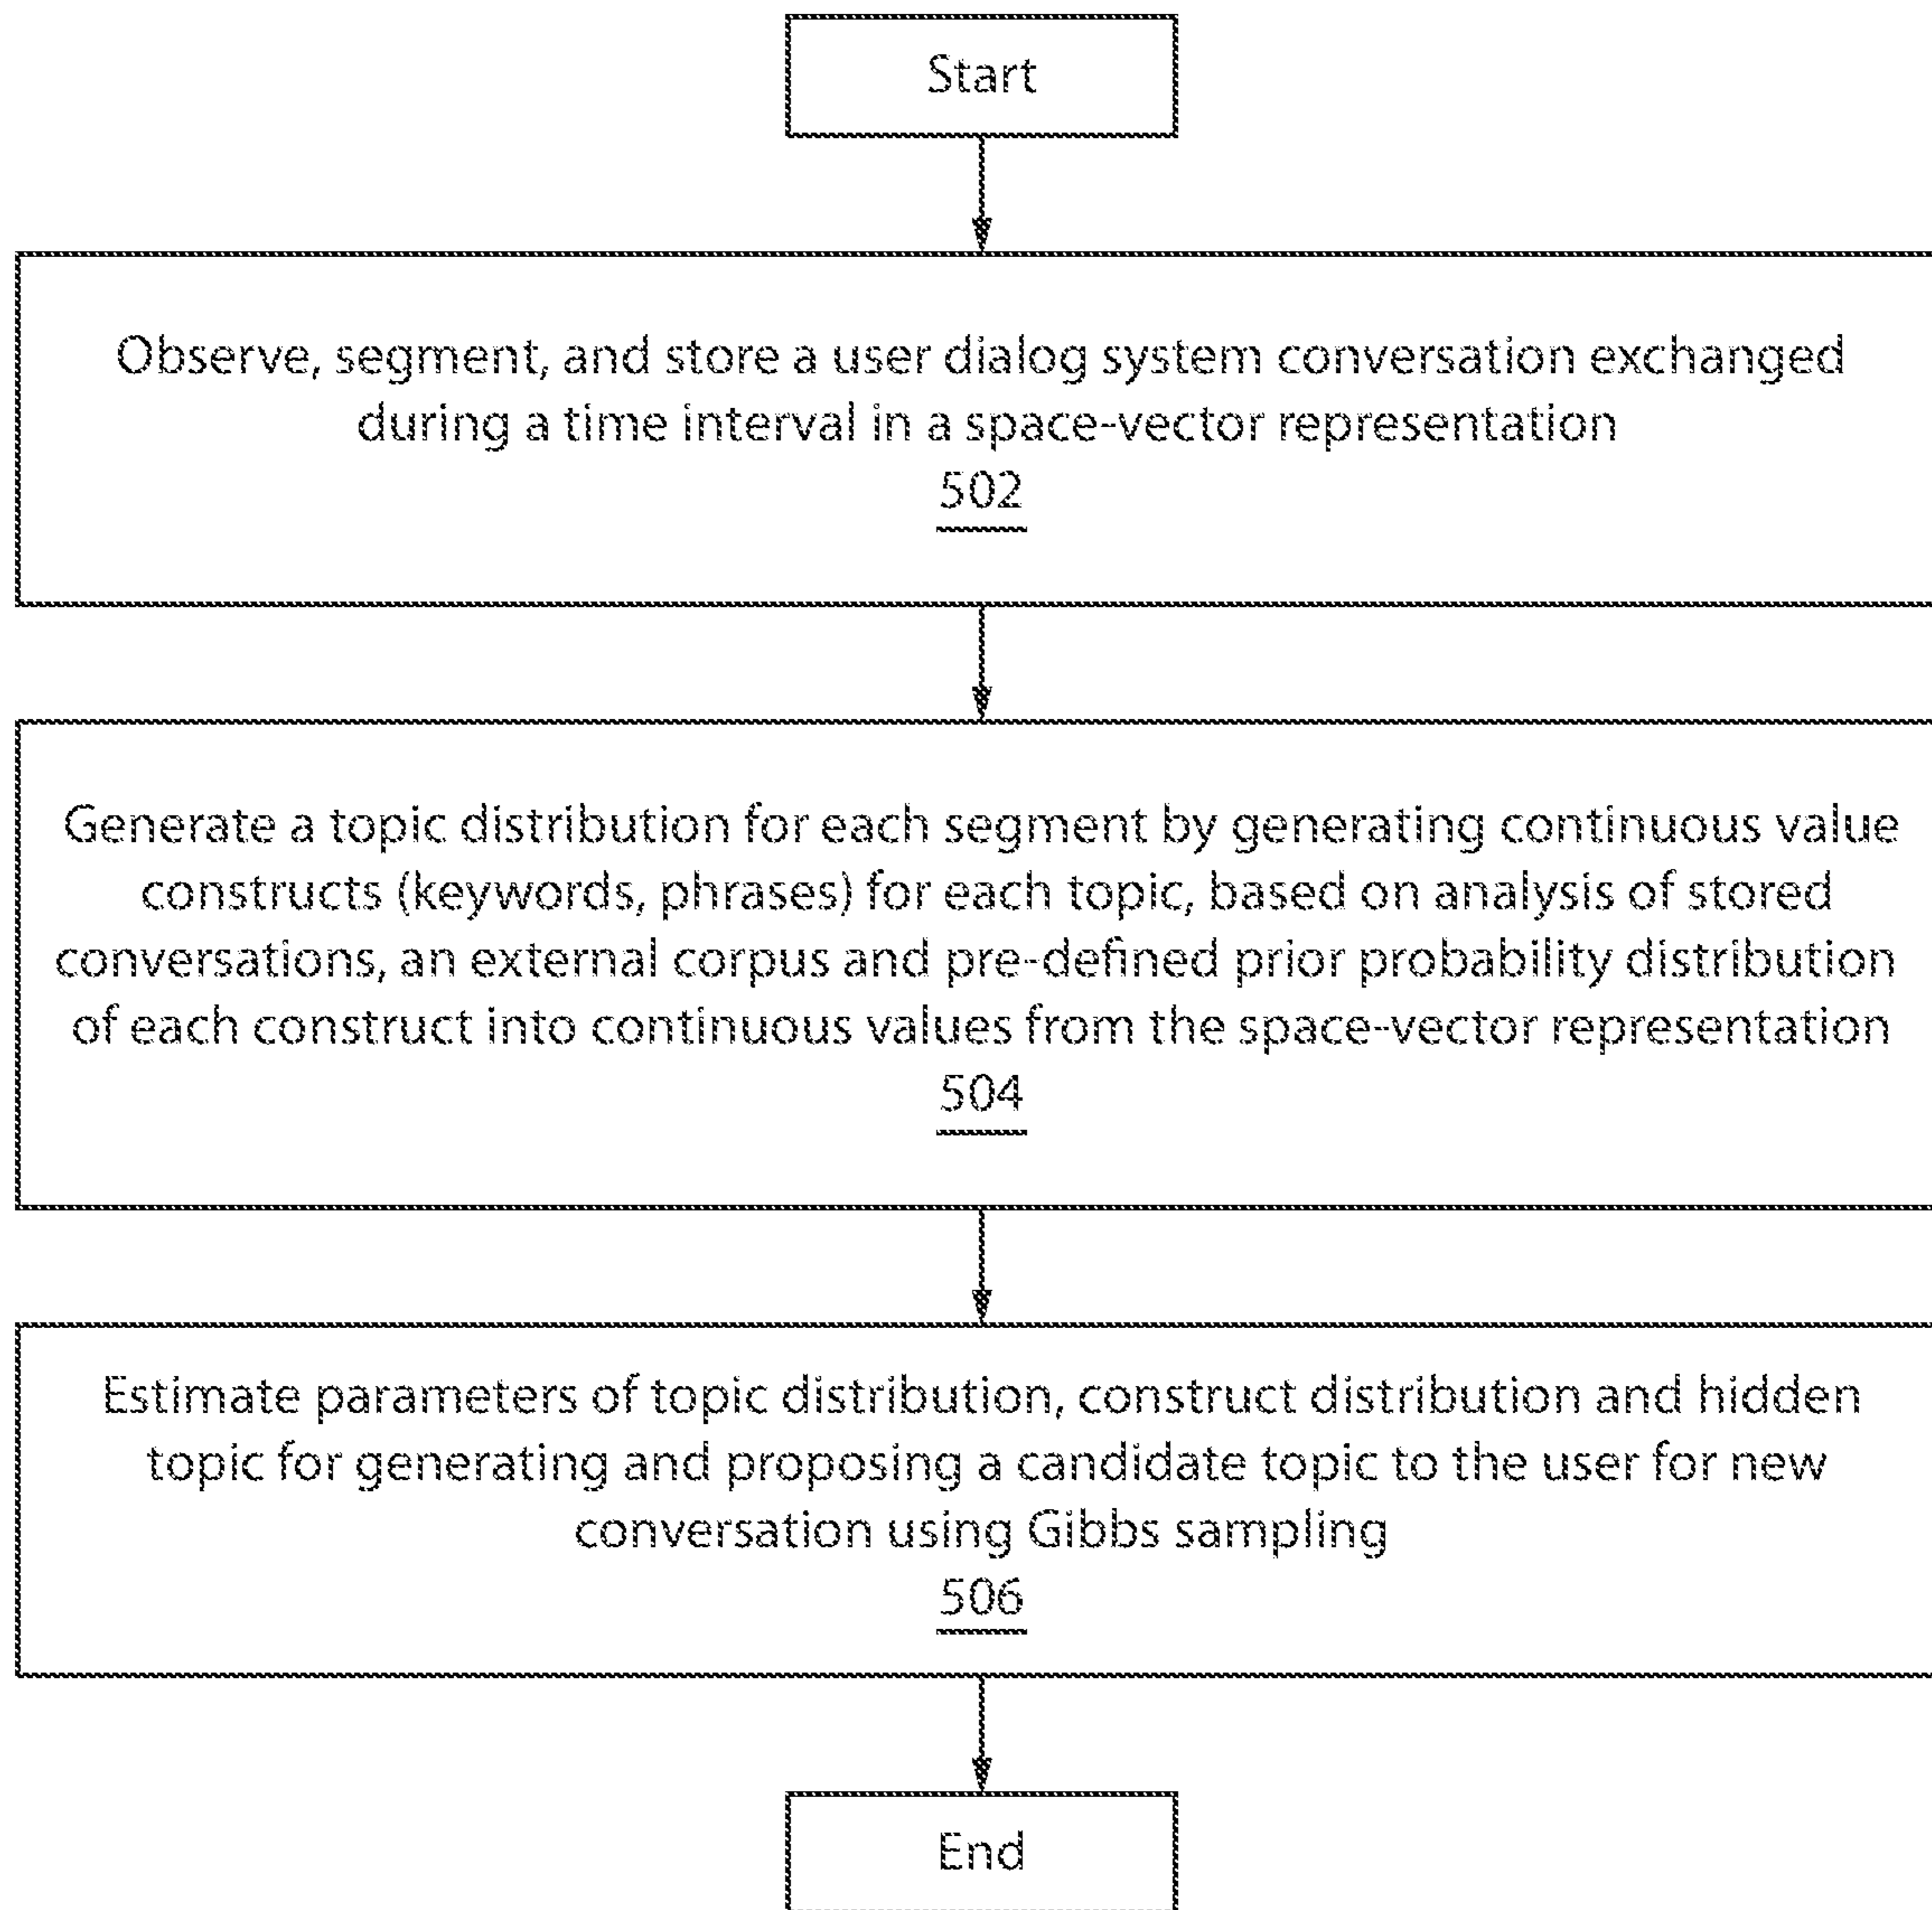 Start
Observe, segment, and store a user dialog system conversation exchanged
during a time interval in a space-vector representation
502
Generate a topic distribution for each segment by generating continuous value
constructs (keywords, phrases) for each topic, based on analysis of stored
conversations, an external corpus and pre-defined prior probability distribution
of each construct into continuous values from the space-vector representation
504
Estimate parameters of topic distribution, construct distribution and hidden
topic for generating and proposing a candidate topic to the user for new
conversation using Gibbs sampling
506
End